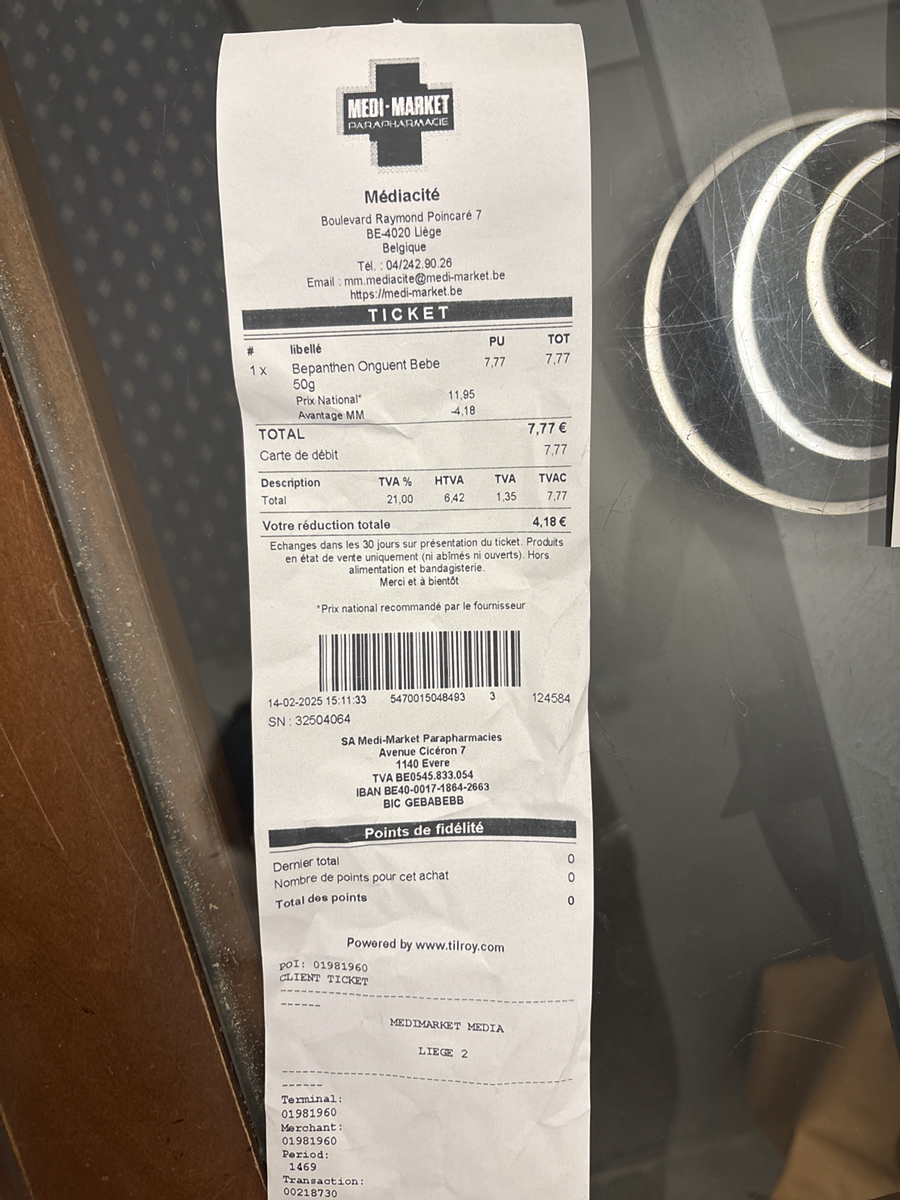 MEDI-MARKET
PARAPHARMACIE
Médiacité
Boulevard Raymond Poincaré 7
BE-4020 Liège
Belgique
Tél. : 04/242.90.26
Email : mm.mediacite@medi-market.be
https://medi-market.be
TICKET
# libellé PU TOT
1 x Bepanthen Onguent Bebe 7,77 7,77
50g
Prix National* 11,95
Avantage MM -4,18
TOTAL 7,77 €
Carte de débit 7,77
Description TVA % HTVA TVA TVAC
Total 21,00 6,42 1,35 7,77
Votre réduction totale 4,18 €
Echanges dans les 30 jours sur présentation du ticket. Produits
en état de vente uniquement (ni abîmés ni ouverts). Hors
alimentation et bandagisterie.
Merci et à bientôt
*Prix national recommandé par le fournisseur
14-02-2025 15:11:33 5470015048493 3 124584
SN : 32504064
SA Medi-Market Parapharmacies
Avenue Cicéron 7
1140 Evere
TVA BE0545.833.054
IBAN BE40-0017-1864-2663
BIC GEBABEBB
Points de fidélité
Dernier total 0
Nombre de points pour cet achat 0
Total des points 0
Powered by www.tilroy.com
POI: 01981960
CLIENT TICKET
MEDIMARKET MEDIA
LIEGE 2
Terminal:
01981960
Merchant:
01981960
Period:
1469
Transaction:
00218730